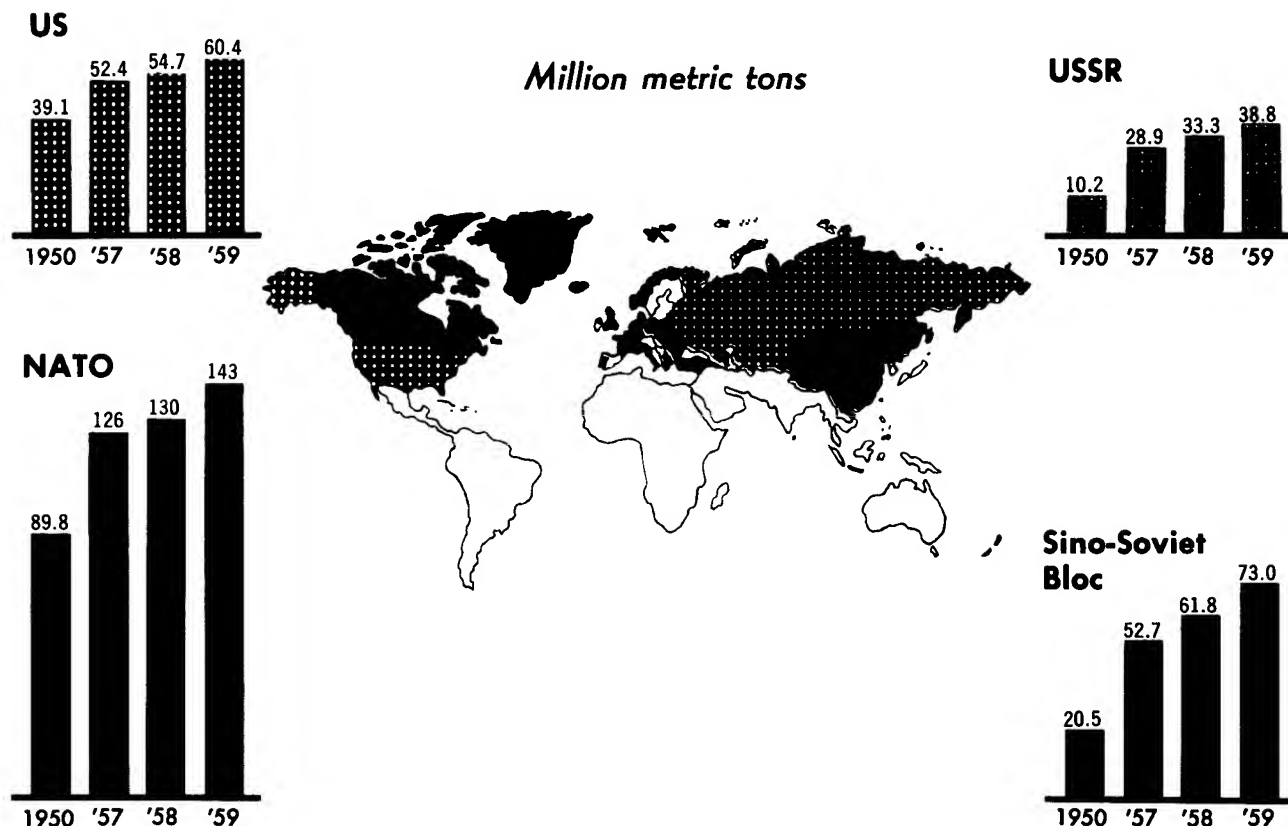 US
39.1
52.4
54.7
60.4
1950 '57 '58 '59
Million metric tons
USSR
10.2
28.9
33.3
38.8
1950 '57 '58 '59
NATO
89.8
126
130
143
1950 '57 '58 '59
Sino-Soviet
Bloc
20.5
52.7
61.8
73.0
1950 '57 '58 '59